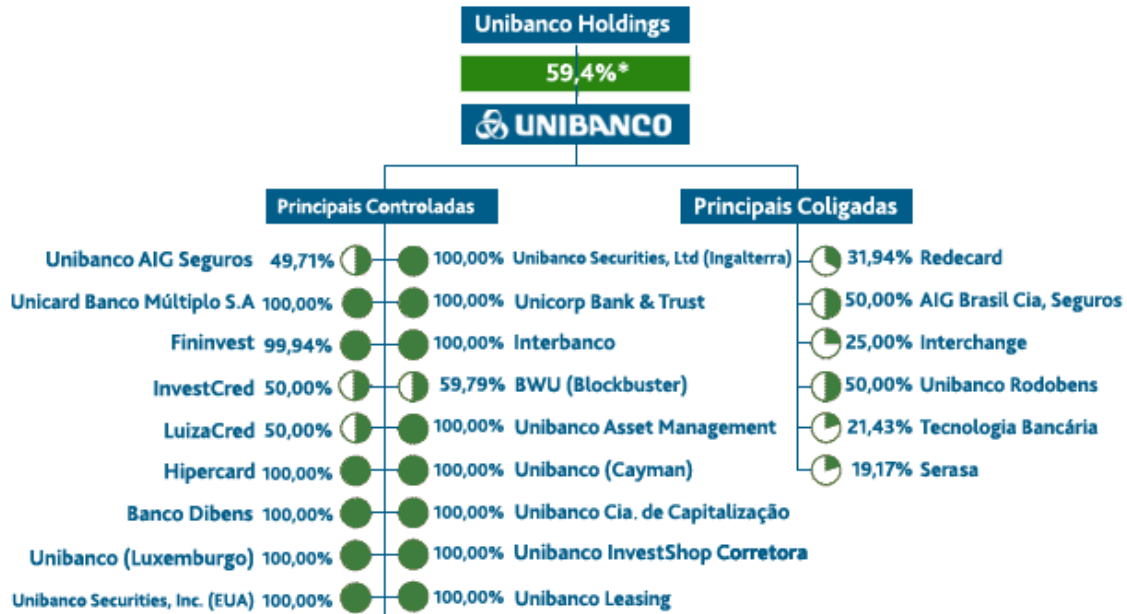 Unibanco Holdings
59,4%*
UNIBANCO
Principais Controladas
Principais Coligadas
Unibanco AIG Seguros 49,71%
100,00% Unibanco Securities, Ltd (Ingalterra)
31,94% Redecard
Unicard Banco Múltiplo S.A 100,00%
100,00% Unicorp Bank & Trust
50,00% AIG Brasil Cia, Seguros
Fininvest 99,94%
100,00% Interbanco
25,00% Interchange
InvestCred 50,00%
59,79% BWU (Blockbuster)
50,00% Unibanco Rodobens
LuizaCred 50,00%
100,00% Unibanco Asset Management
21,43% Tecnologia Bancária
Hipercard 100,00%
100,00% Unibanco (Cayman)
19,17% Serasa
Banco Dibens 100,00%
100,00% Unibanco Cia. de Capitalização
Unibanco (Luxemburgo) 100,00%
100,00% Unibanco InvestShop Corretora
Unibanco Securities, Inc. (EUA) 100,00%
100,00% Unibanco Leasing